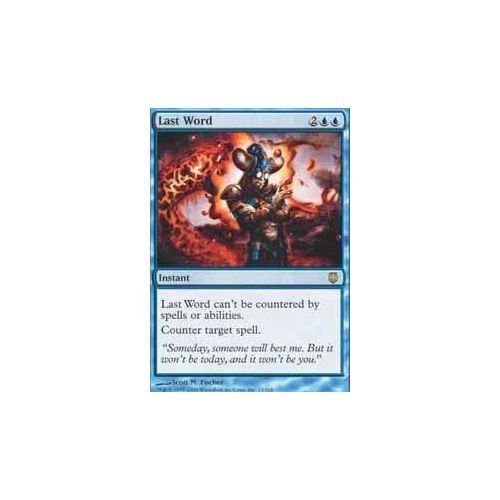 Last Word 2
Instant
Last Word can't be countered by
spells or abilities.
Counter target spell.
"Someday, someone will best me. But it
won't be today, and it won't be you."
Scott M. Fischer